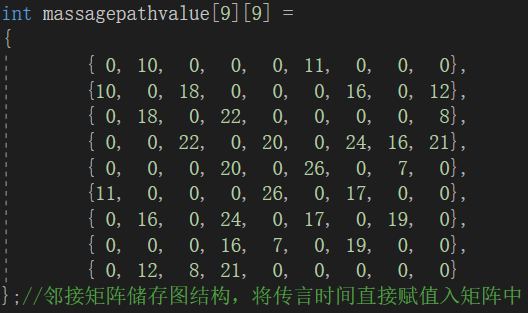 int massagepathvalue[9][9] =
{
{ 0, 10, 0, 0, 0, 11, 0, 0, 0},
{10, 0, 18, 0, 0, 0, 16, 0, 12},
{ 0, 18, 0, 22, 0, 0, 0, 0, 8},
{ 0, 0, 22, 0, 20, 0, 24, 16, 21},
{ 0, 0, 0, 20, 0, 26, 0, 7, 0},
{11, 0, 0, 0, 26, 0, 17, 0, 0},
{ 0, 16, 0, 24, 0, 17, 0, 19, 0},
{ 0, 0, 0, 16, 7, 0, 19, 0, 0},
{ 0, 12, 8, 21, 0, 0, 0, 0, 0}
};//邻接矩阵储存图结构，将传言时间直接赋值入矩阵中